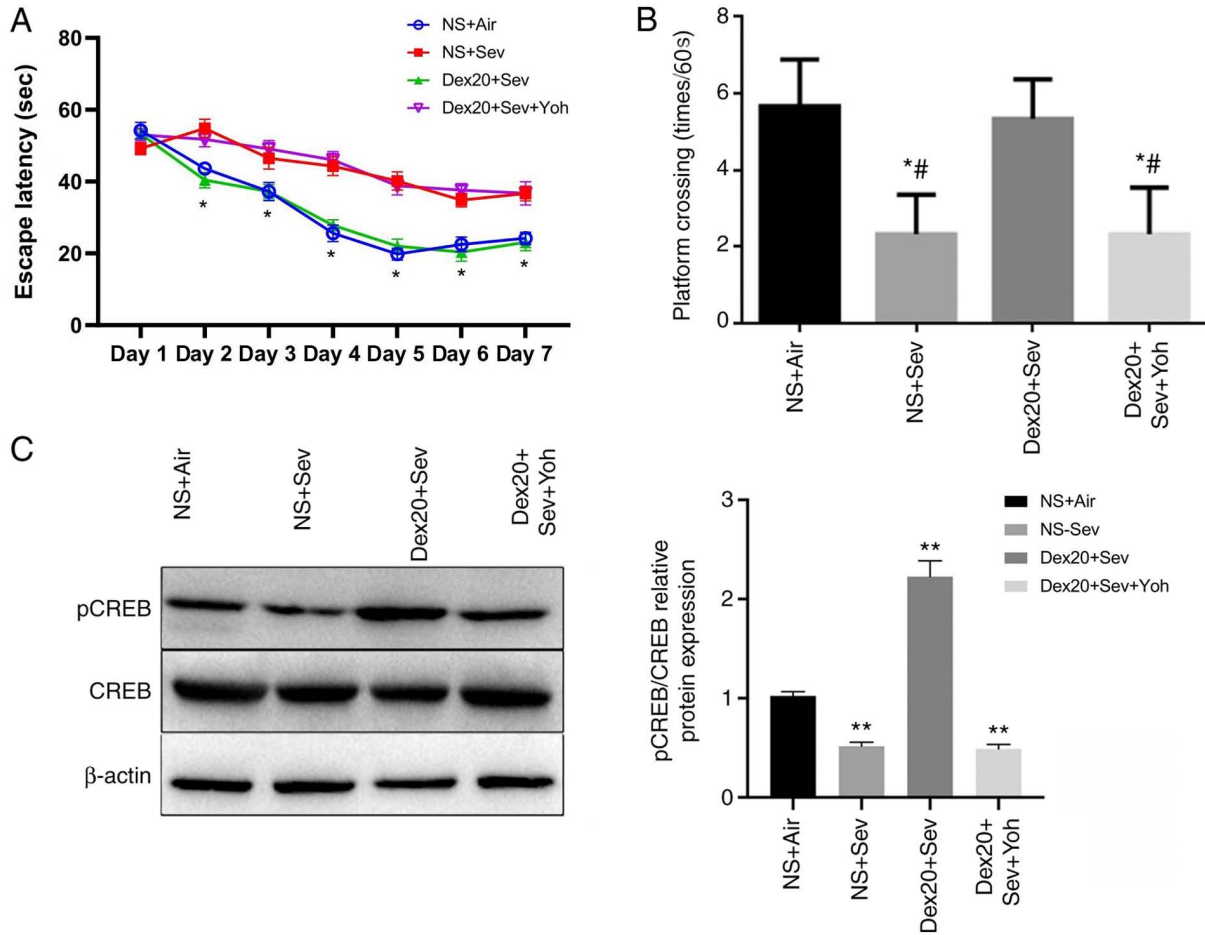 A
Escape latency (sec)
80
60
40
20
0
NS+Air
NS+Sev
Dex20+Sev
Dex20+Sev+Yoh
*
*
*
*
*
*
Day 1
Day 2
Day 3
Day 4
Day 5
Day 6
Day 7
B
Platform crossing (times/60s)
8
6
4
2
0
*#
*#
NS+Air
NS+Sev
Dex20+Sev
Dex20+
Sev+Yoh
C
NS+Air
NS+Sev
Dex20+Sev
Dex20+
Sev+Yoh
pCREB
CREB
β-actin
pCREB/CREB relative
protein expression
3
2
1
0
**
**
**
NS+Air
NS-Sev
Dex20+Sev
Dex20+Sev+Yoh
NS+Air
NS+Sev
Dex20+Sev
Dex20+
Sev+Yoh